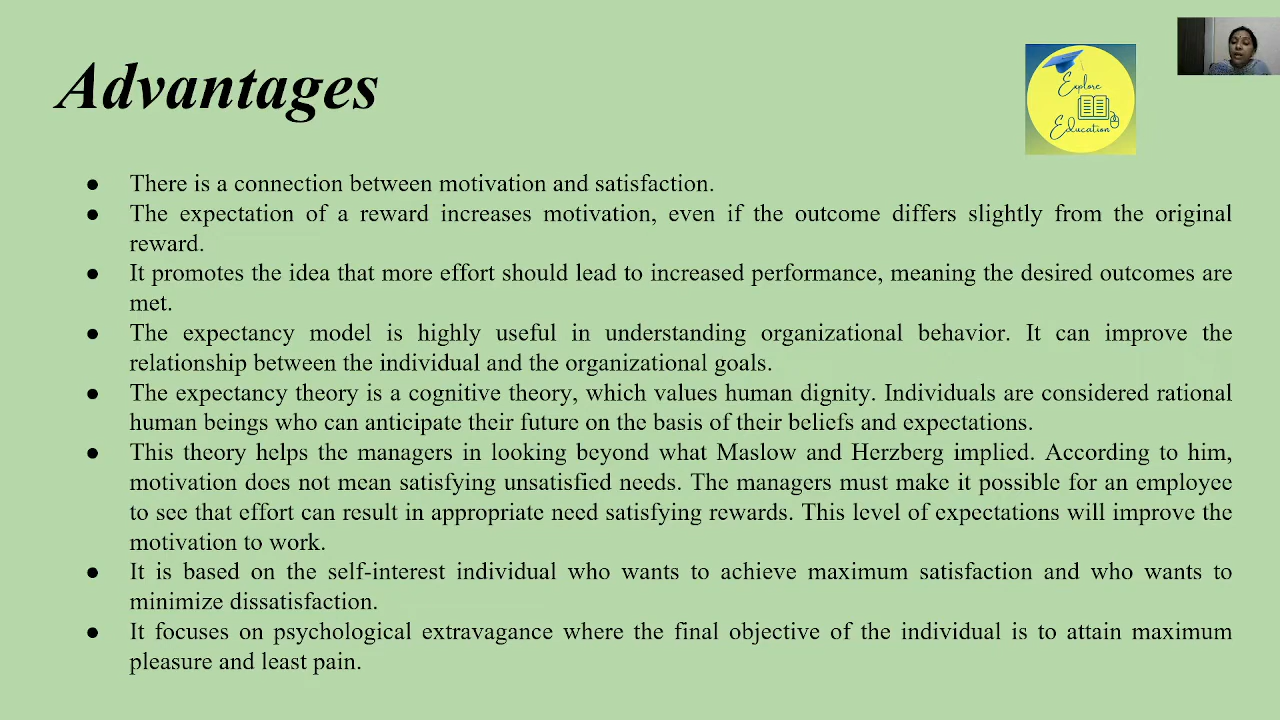 Advantages
Explore
Education
● There is a connection between motivation and satisfaction.
● The expectation of a reward increases motivation, even if the outcome differs slightly from the original
reward.
● It promotes the idea that more effort should lead to increased performance, meaning the desired outcomes are
met.
● The expectancy model is highly useful in understanding organizational behavior. It can improve the
relationship between the individual and the organizational goals.
● The expectancy theory is a cognitive theory, which values human dignity. Individuals are considered rational
human beings who can anticipate their future on the basis of their beliefs and expectations.
● This theory helps the managers in looking beyond what Maslow and Herzberg implied. According to him,
motivation does not mean satisfying unsatisfied needs. The managers must make it possible for an employee
to see that effort can result in appropriate need satisfying rewards. This level of expectations will improve the
motivation to work.
● It is based on the self-interest individual who wants to achieve maximum satisfaction and who wants to
minimize dissatisfaction.
● It focuses on psychological extravagance where the final objective of the individual is to attain maximum
pleasure and least pain.